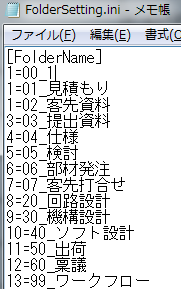 FolderSetting.ini - メモ帳
ファイル(F) 編集(E) 書式(O
[FolderName]
1=00_1
1=01_見積もり
1=02_客先資料
3=03_提出資料
4=04_仕様
5=05_検討
6=06_部材発注
7=07_客先打合せ
8=20_回路設計
9=30_機構設計
10=40_ソフト設計
11=50_出荷
12=60_稟議
13=99_ワークフロー